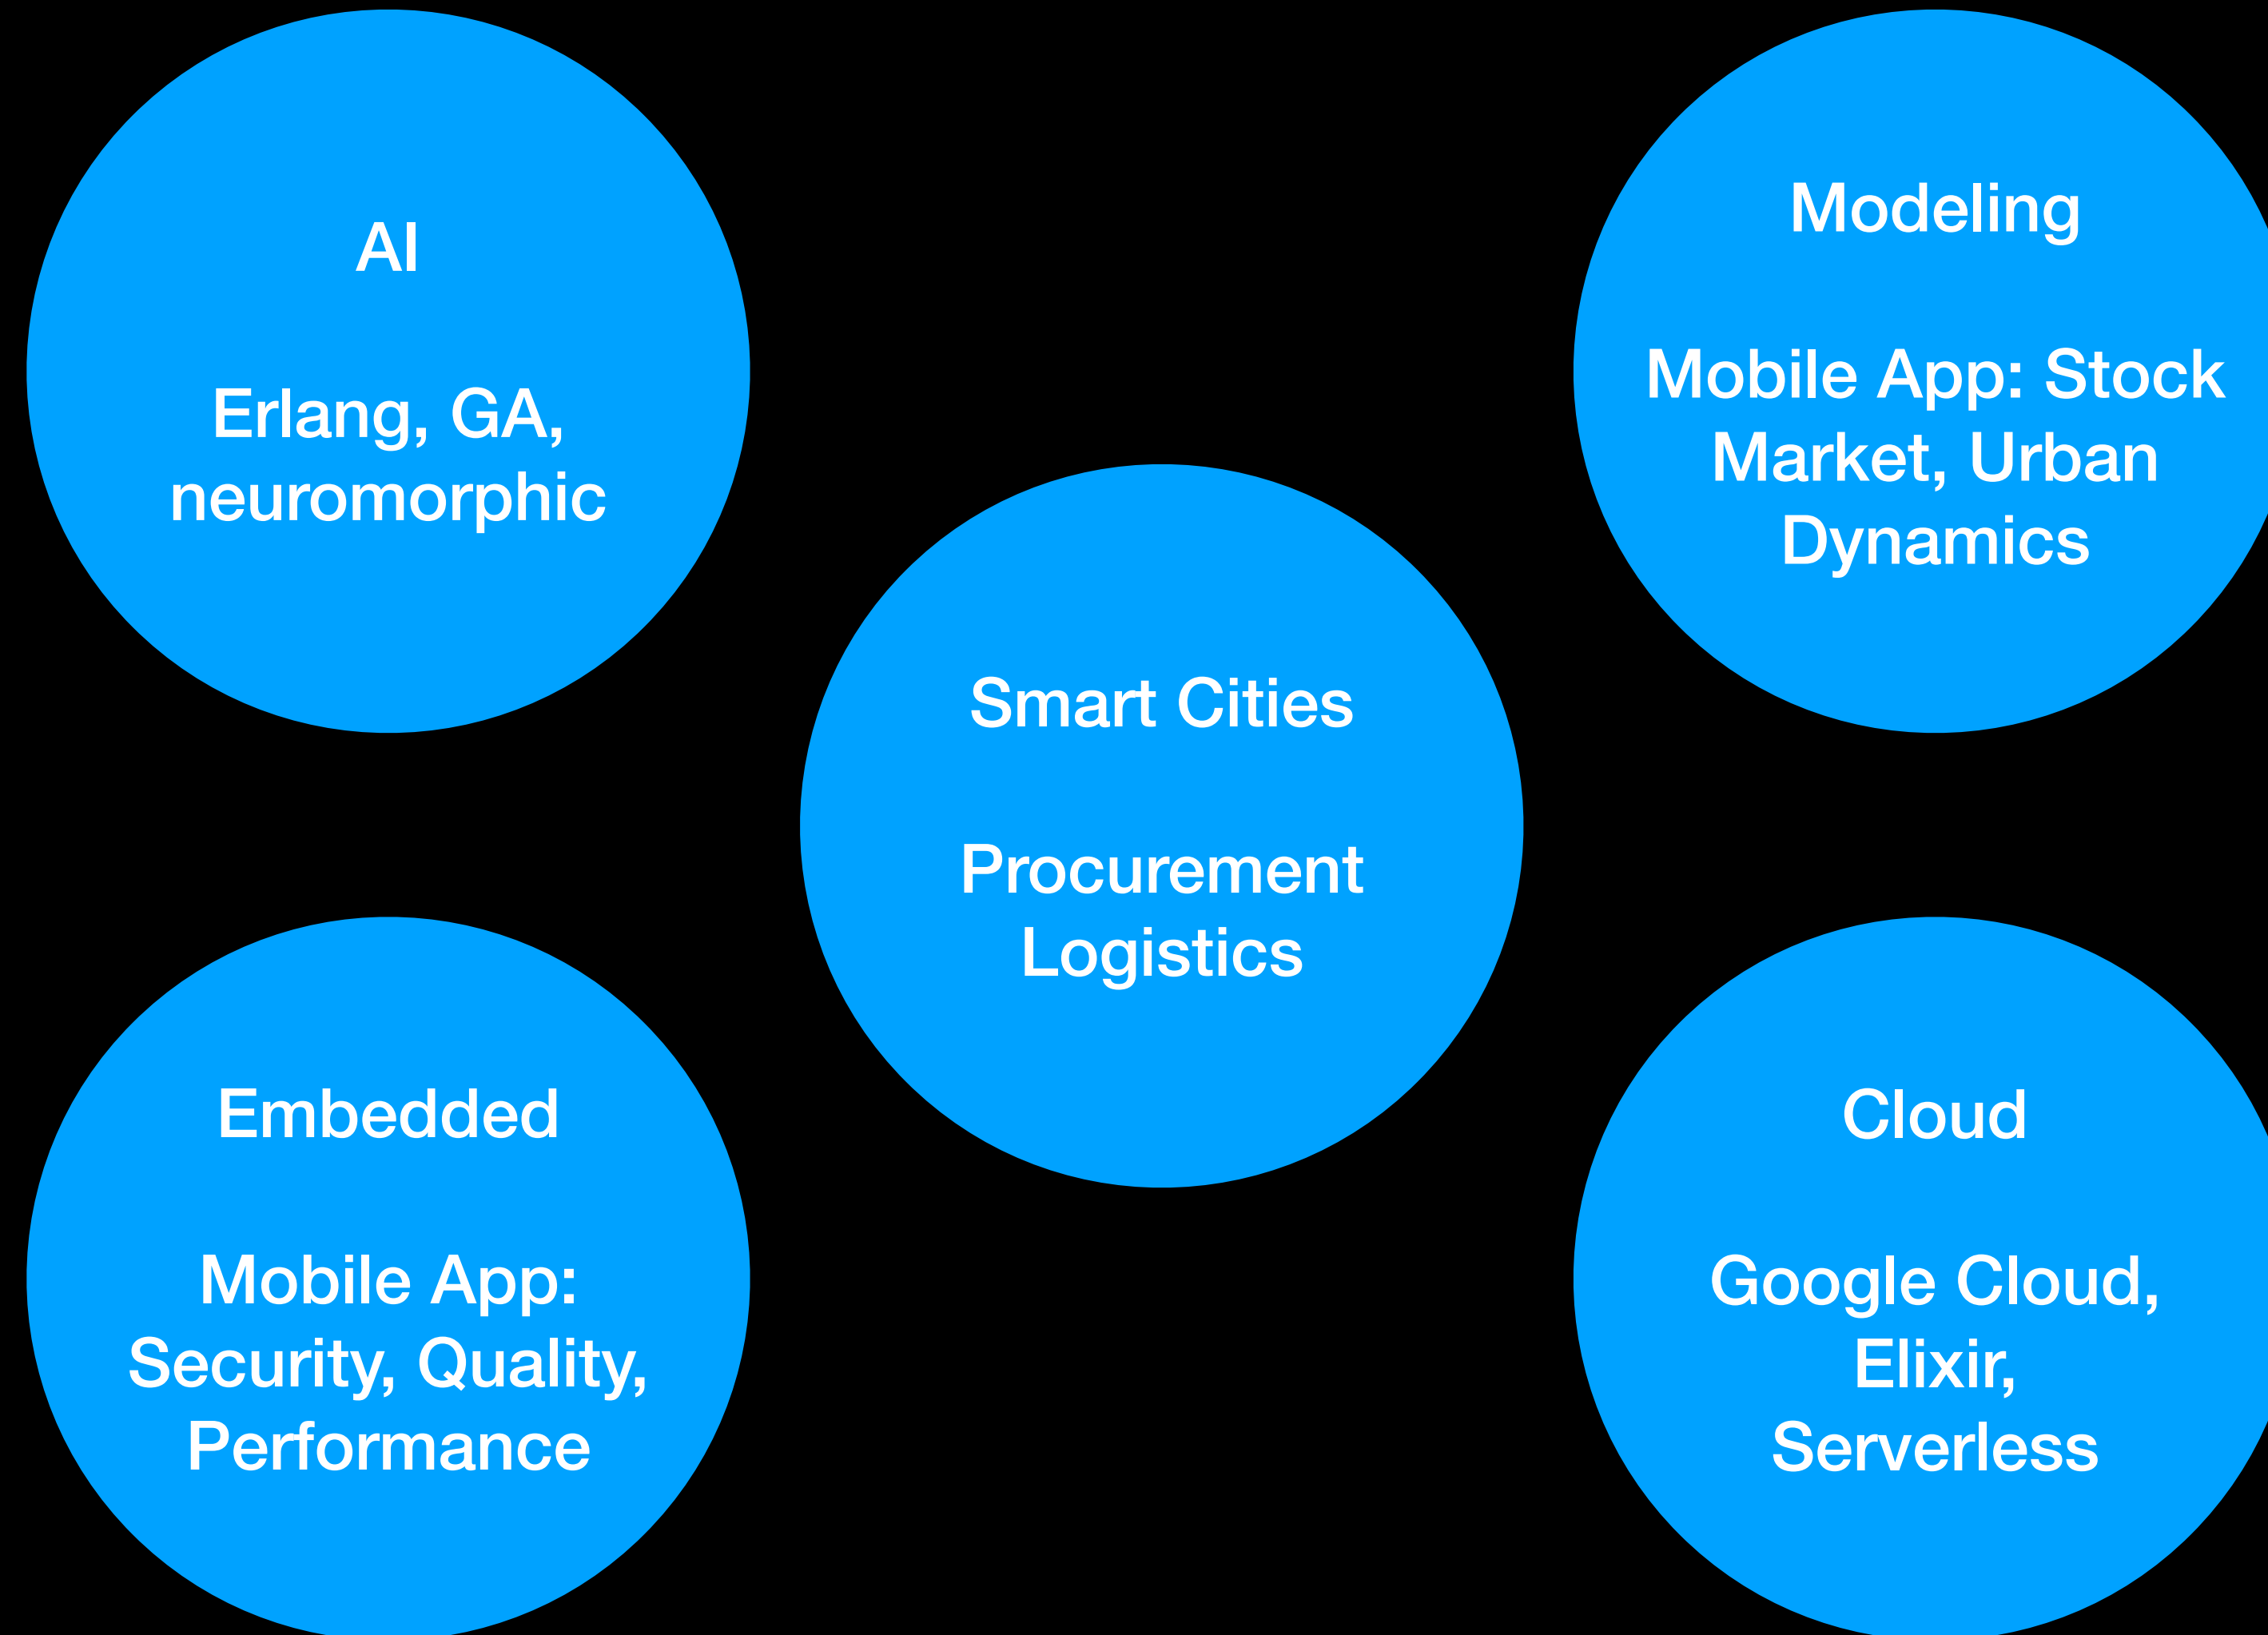 AI
Erlang, GA,
neuromorphic
Modeling
Mobile App: Stock
Market, Urban
Dynamics
Smart Cities
Procurement
Logistics
Embedded
Mobile App:
Security, Quality,
Performance
Cloud
Google Cloud,
Elixir,
Serverless